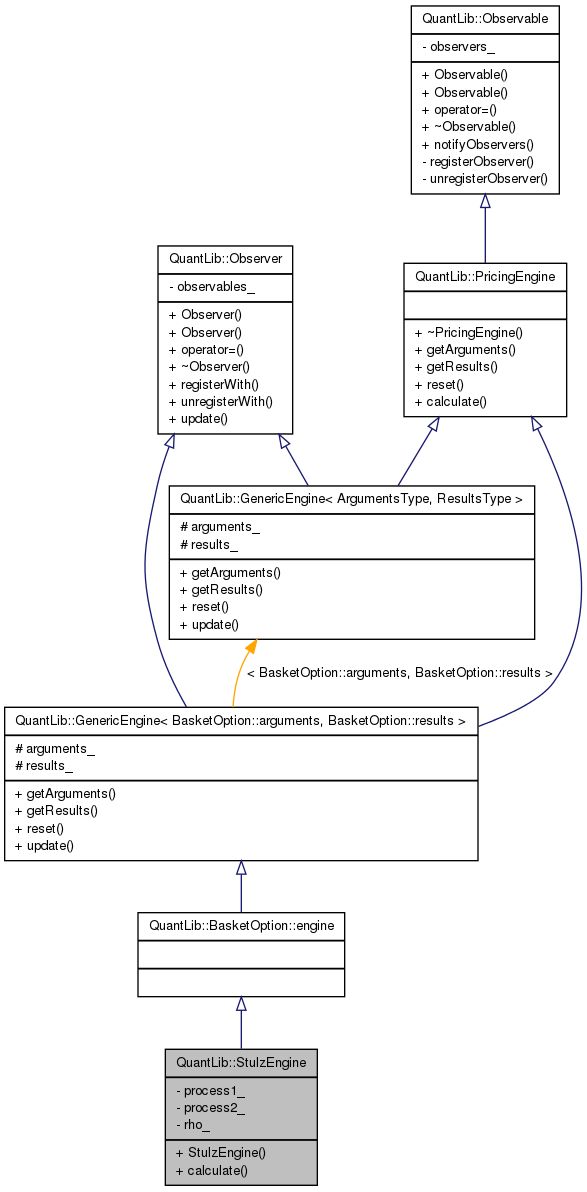 QuantLib::Observable
- observers_
+ Observable()
+ Observable()
+ operator=()
+ ~Observable()
+ notifyObservers()
- registerObserver()
- unregisterObserver()
QuantLib::Observer
- observables_
+ Observer()
+ Observer()
+ operator=()
+ ~Observer()
+ registerWith()
+ unregisterWith()
+ update()
QuantLib::PricingEngine
+ ~PricingEngine()
+ getArguments()
+ getResults()
+ reset()
+ calculate()
QuantLib::GenericEngine< ArgumentsType, ResultsType >
# arguments_
# results_
+ getArguments()
+ getResults()
+ reset()
+ update()
< BasketOption::arguments, BasketOption::results >
QuantLib::GenericEngine< BasketOption::arguments, BasketOption::results >
# arguments_
# results_
+ getArguments()
+ getResults()
+ reset()
+ update()
QuantLib::BasketOption::engine
QuantLib::StulzEngine
- process1_
- process2_
- rho_
+ StulzEngine()
+ calculate()